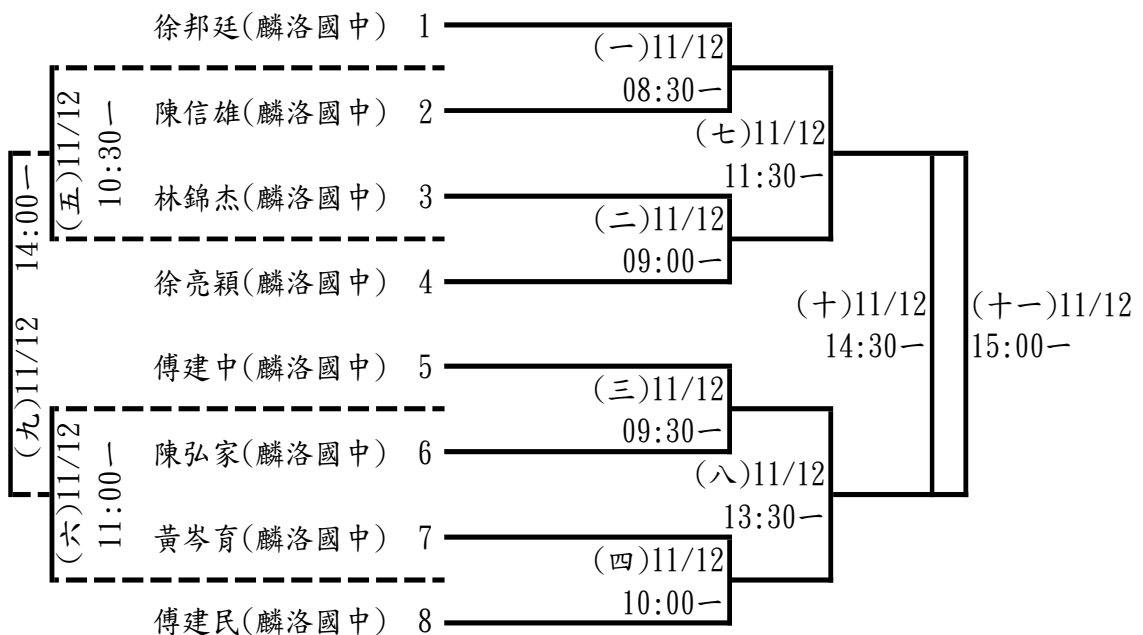 徐邦廷(麟洛國中) 1
(一)11/12
08:30一
陳信雄(麟洛國中) 2
(五)11/12
10:30一
(七)11/12
11:30一
林錦杰(麟洛國中) 3
(二)11/12
09:00一
徐亮穎(麟洛國中) 4
(九)11/12 14:00一
(十)11/12
14:30一
(十一)11/12
15:00一
傅建中(麟洛國中) 5
(三)11/12
09:30一
陳弘家(麟洛國中) 6
(六)11/12
11:00一
(八)11/12
13:30一
黃岑育(麟洛國中) 7
(四)11/12
10:00一
傅建民(麟洛國中) 8